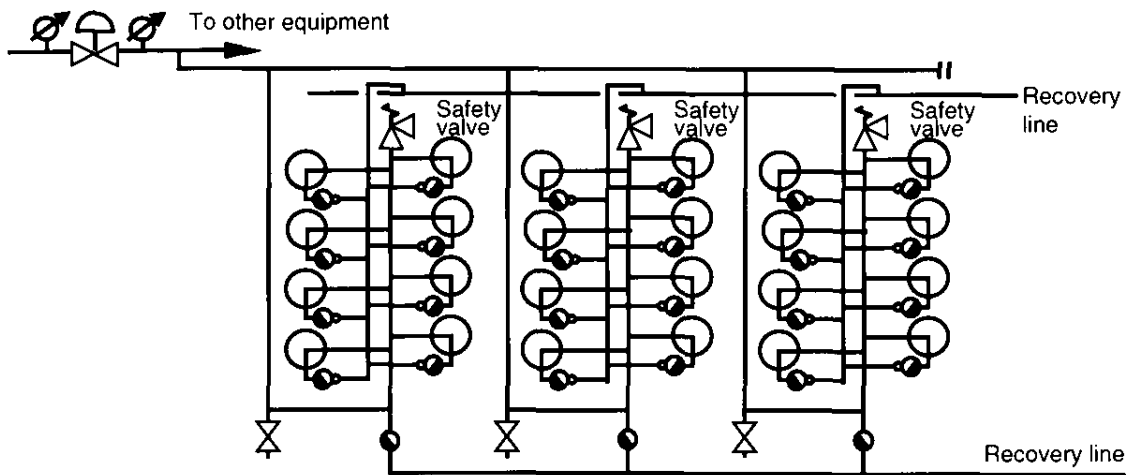 To other equipment
Safety
valve
Safety
valve
Safety
valve
Recovery
line
Recovery line